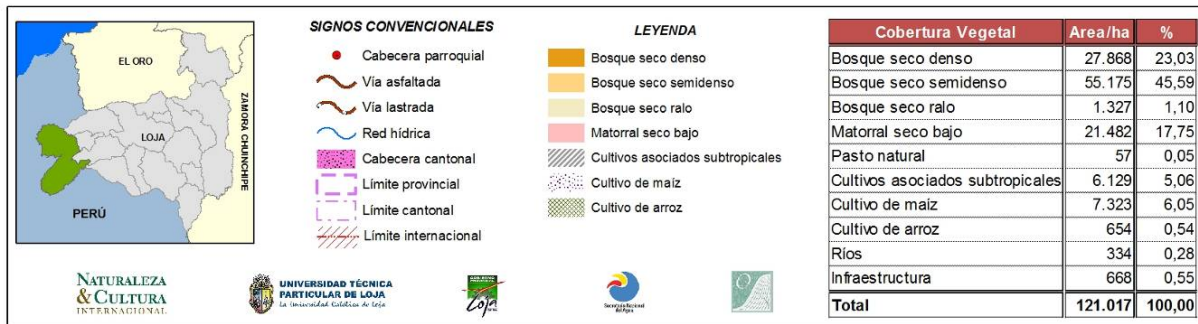 EL ORO
LOJA
ZAMORA CHUINCHIPE
PERÚ
SIGNOS CONVENCIONALES
Cabecera parroquial
Vía asfaltada
Vía lastrada
Red hídrica
Cabecera cantonal
Límite provincial
Límite cantonal
Límite internacional
LEYENDA
Bosque seco denso
Bosque seco semidenso
Bosque seco ralo
Matorral seco bajo
Cultivos asociados subtropicales
Cultivo de maíz
Cultivo de arroz
Cobertura Vegetal Area/ha %
Bosque seco denso 27.868 23,03
Bosque seco semidenso 55.175 45,59
Bosque seco ralo 1.327 1,10
Matorral seco bajo 21.482 17,75
Pasto natural 57 0,05
Cultivos asociados subtropicales 6.129 5,06
Cultivo de maíz 7.323 6,05
Cultivo de arroz 654 0,54
Ríos 334 0,28
Infraestructura 668 0,55
Total 121.017 100,00
NATURALEZA
& CULTURA
INTERNACIONAL
UNIVERSIDAD TÉCNICA
PARTICULAR DE LOJA
La Universidad Católica de Loja
Loja
Secretaría Nacional
del Agua